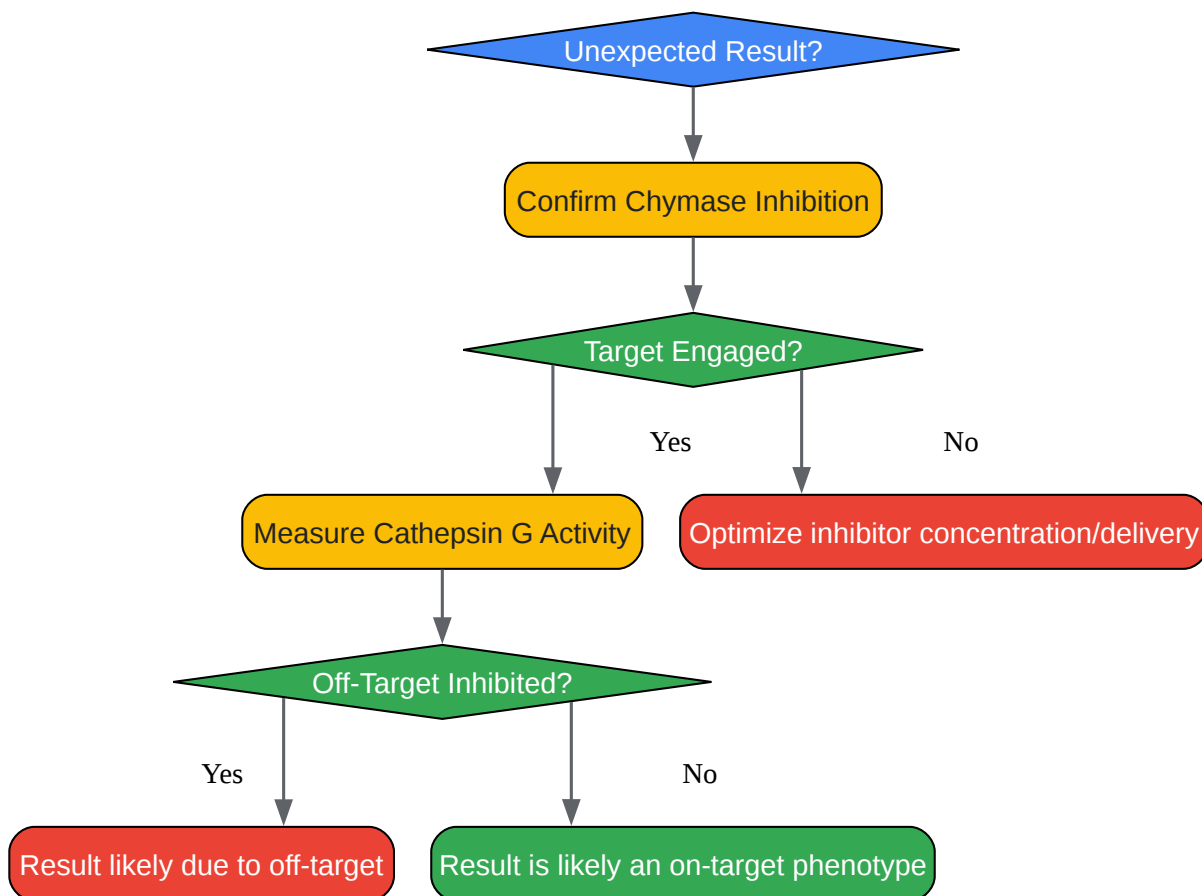 Unexpected Result?
Confirm Chymase Inhibition
Target Engaged?
Yes
No
Measure Cathepsin G Activity
Optimize inhibitor concentration/delivery
Off-Target Inhibited?
Yes
No
Result likely due to off-target
Result is likely an on-target phenotype